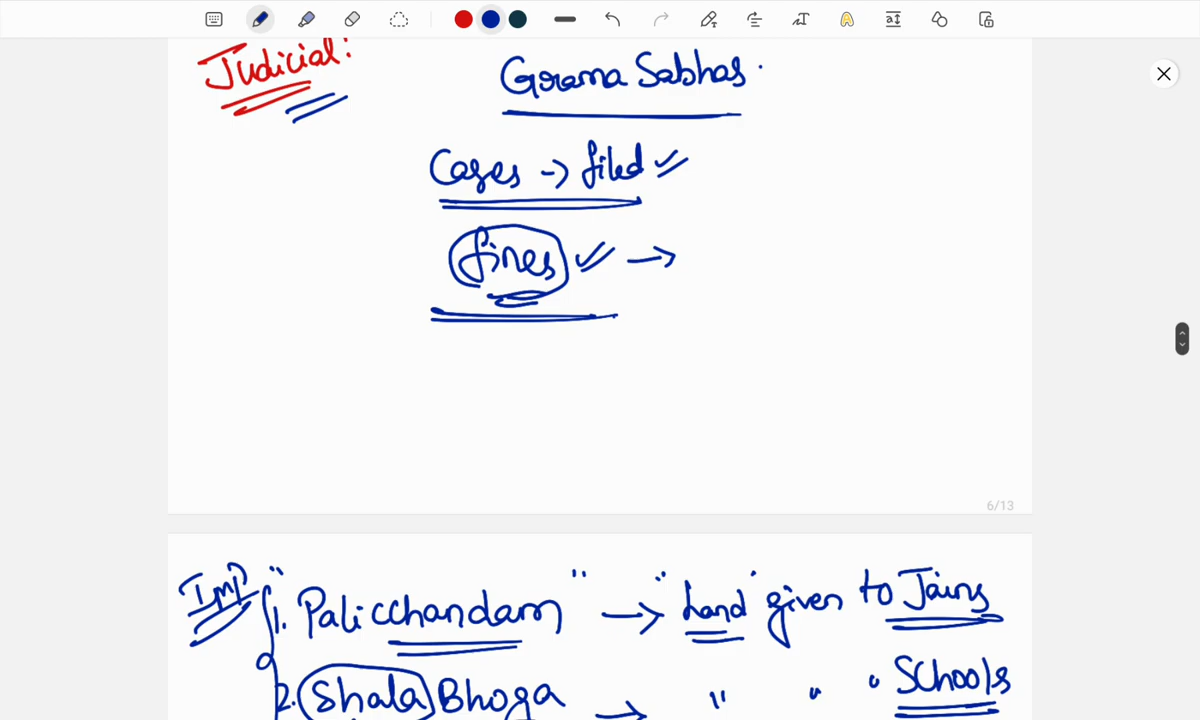 Judicial:
Grama Sabhas.
Cases -> filed
fines ->
6/13
Imp
1. "Palicchandam" -> "Land" given to Jains
2. Shala Bhoga -> " " " Schools